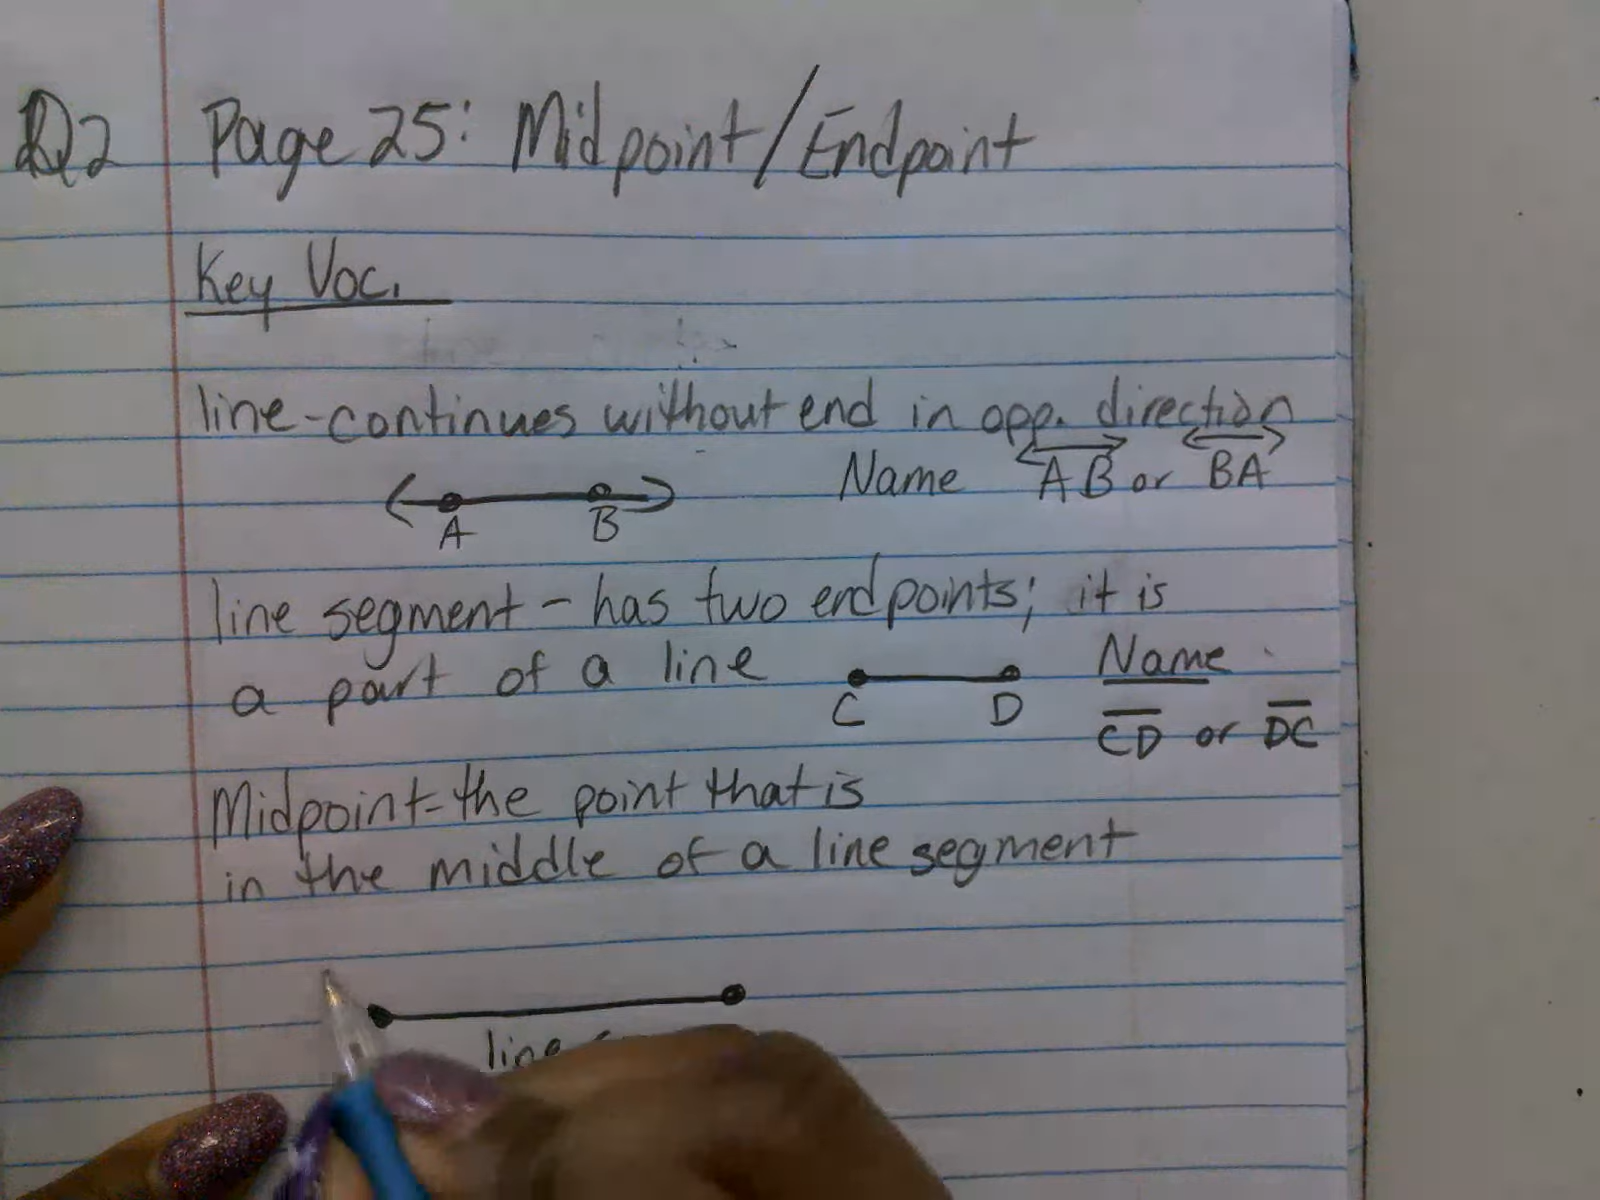 Q2 Page 25: Midpoint/Endpoint
Key Voc.
line-continues without end in opp. direction
Name AB or BA
A B
line segment - has two endpoints; it is
a part of a line
Name
C D
CD or DC
Midpoint-the point that is
in the middle of a line segment
line